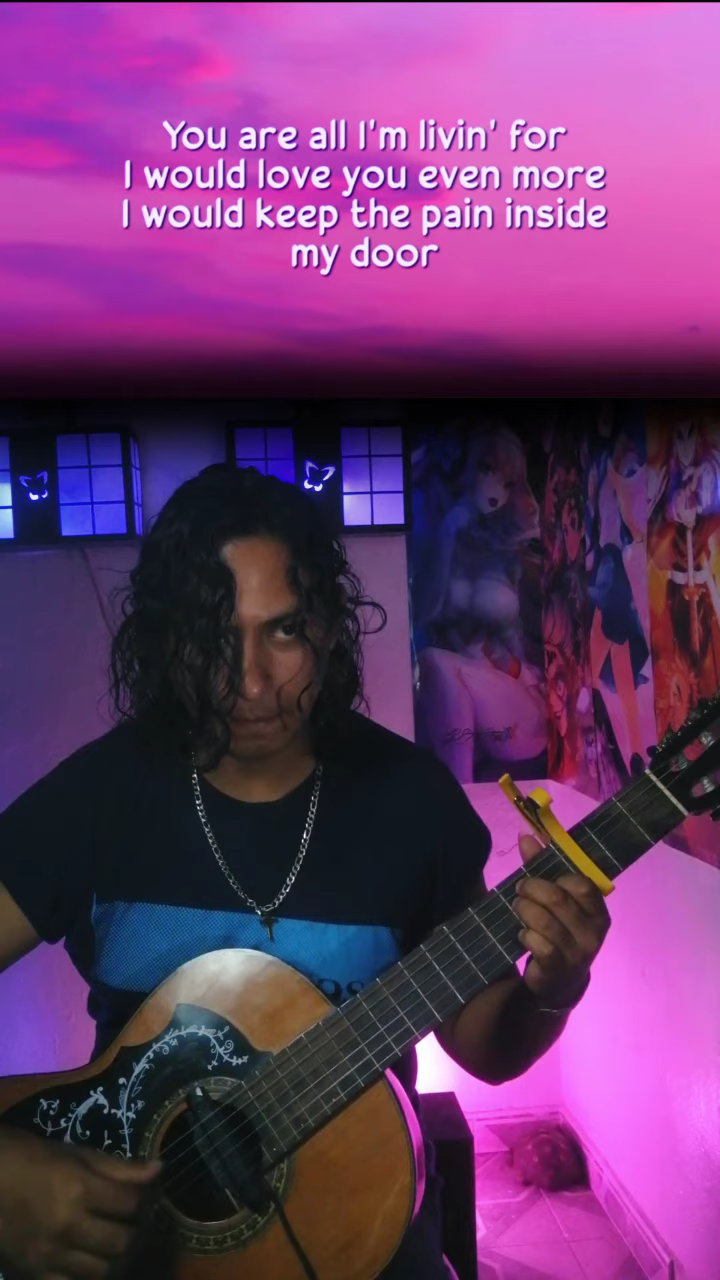 You are all I'm livin' for
I would love you even more
I would keep the pain inside
my door